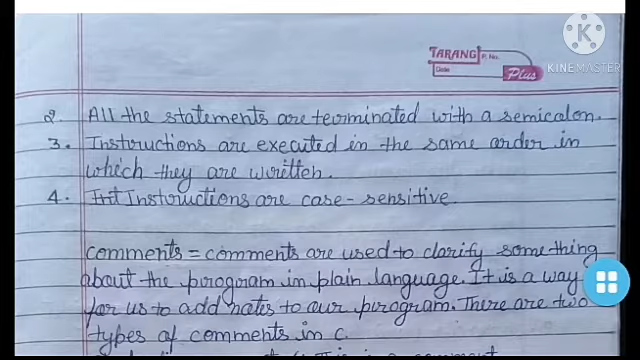 TARANG
P. No.
Date
Plus
KINEMASTER
2. All the statements are terminated with a semicalon.
3. Instructions are executed in the same order in
which they are written.
4. Int Instructions are case-sensitive
comments = comments are used to clarify something
about the program in plain language. It is a way
for us to add notes to our program. There are two
types of comments in c.